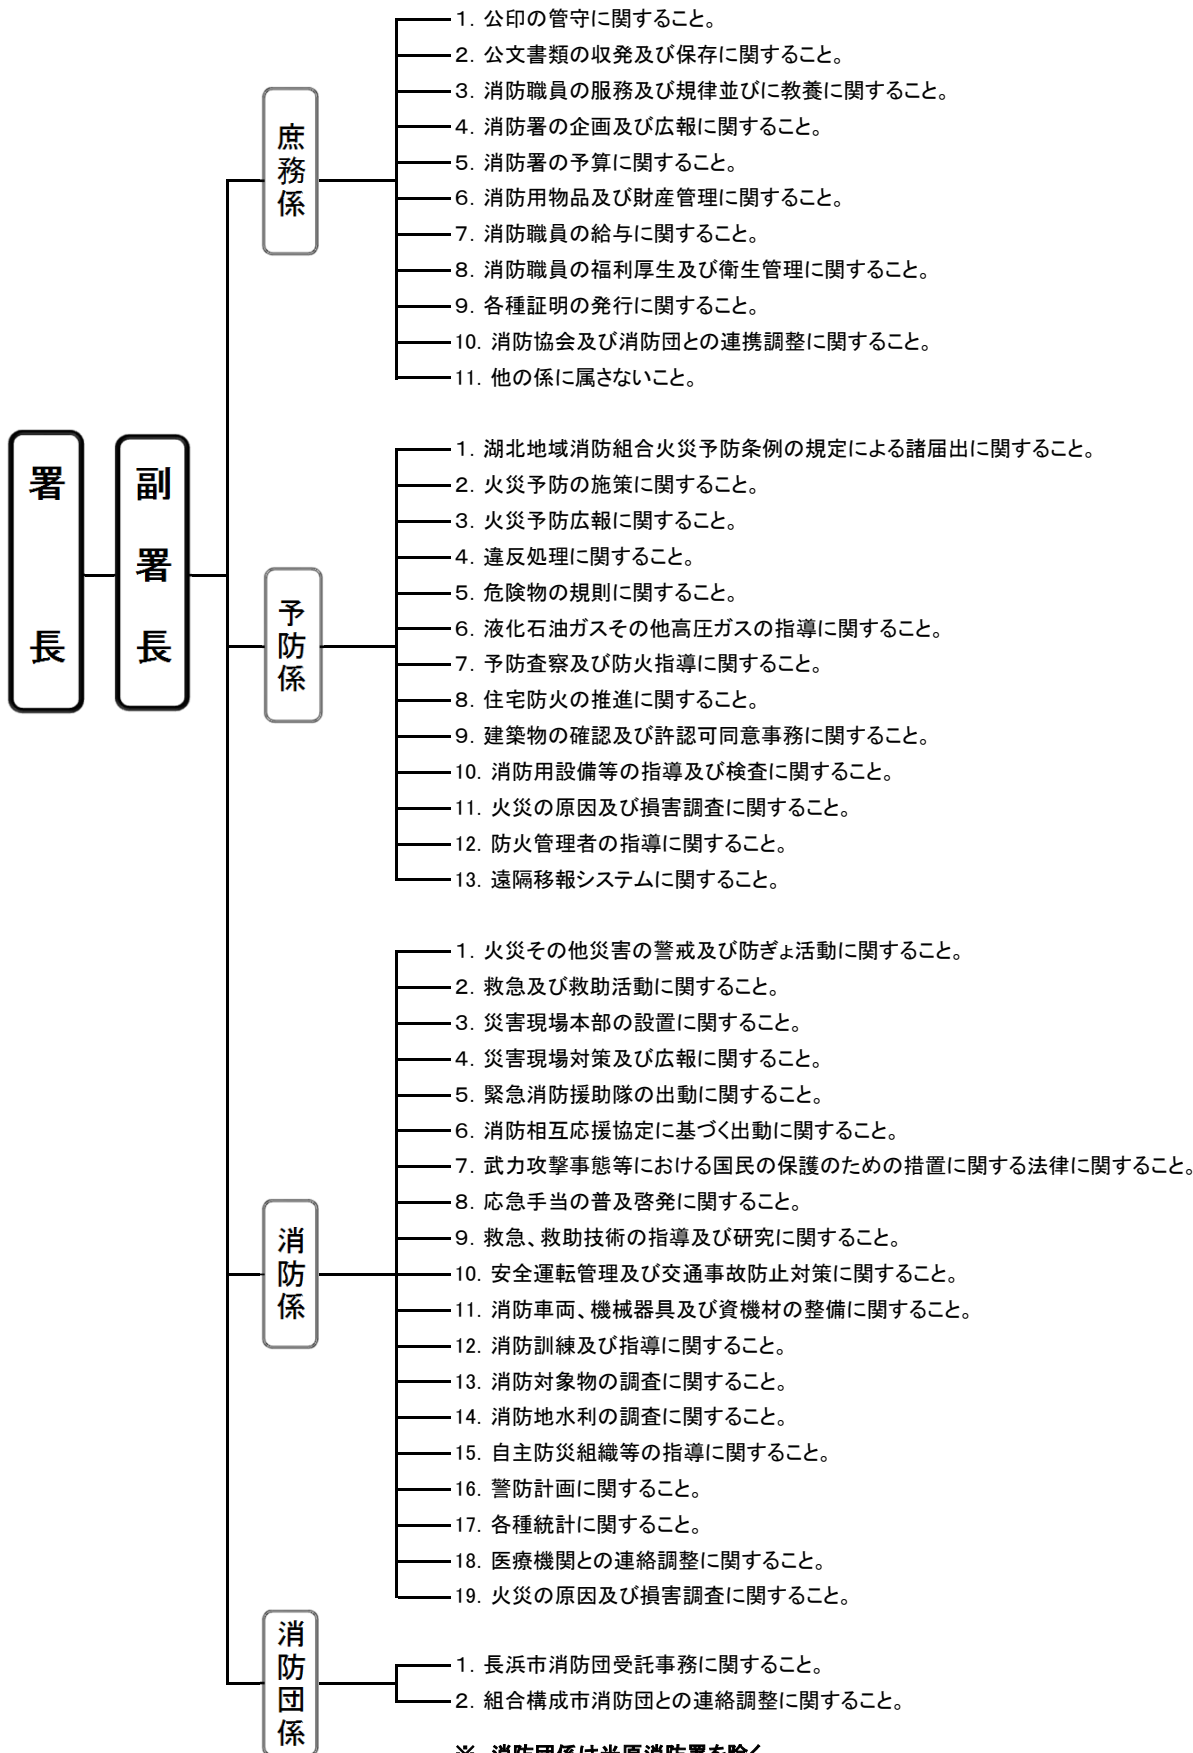 署長
副署長
庶務係
1. 公印の管守に関すること。
2. 公文書類の収発及び保存に関すること。
3. 消防職員の服務及び規律並びに教養に関すること。
4. 消防署の企画及び広報に関すること。
5. 消防署の予算に関すること。
6. 消防用物品及び財産管理に関すること。
7. 消防職員の給与に関すること。
8. 消防職員の福利厚生及び衛生管理に関すること。
9. 各種証明の発行に関すること。
10. 消防協会及び消防団との連携調整に関すること。
11. 他の係に属さないこと。
予防係
1. 湖北地域消防組合火災予防条例の規定による諸届出に関すること。
2. 火災予防の施策に関すること。
3. 火災予防広報に関すること。
4. 違反処理に関すること。
5. 危険物の規則に関すること。
6. 液化石油ガスその他高圧ガスの指導に関すること。
7. 予防査察及び防火指導に関すること。
8. 住宅防火の推進に関すること。
9. 建築物の確認及び許認可同意事務に関すること。
10. 消防用設備等の指導及び検査に関すること。
11. 火災の原因及び損害調査に関すること。
12. 防火管理者の指導に関すること。
13. 遠隔移報システムに関すること。
消防係
1. 火災その他災害の警戒及び防ぎょ活動に関すること。
2. 救急及び救助活動に関すること。
3. 災害現場本部の設置に関すること。
4. 災害現場対策及び広報に関すること。
5. 緊急消防援助隊の出動に関すること。
6. 消防相互応援協定に基づく出動に関すること。
7. 武力攻撃事態等における国民の保護のための措置に関する法律に関すること。
8. 応急手当の普及啓発に関すること。
9. 救急、救助技術の指導及び研究に関すること。
10. 安全運転管理及び交通事故防止対策に関すること。
11. 消防車両、機械器具及び資機材の整備に関すること。
12. 消防訓練及び指導に関すること。
13. 消防対象物の調査に関すること。
14. 消防地水利の調査に関すること。
15. 自主防災組織等の指導に関すること。
16. 警防計画に関すること。
17. 各種統計に関すること。
18. 医療機関との連絡調整に関すること。
19. 火災の原因及び損害調査に関すること。
消防団係
1. 長浜市消防団受託事務に関すること。
2. 組合構成市消防団との連絡調整に関すること。
※ 消防団係は米原消防署を除く